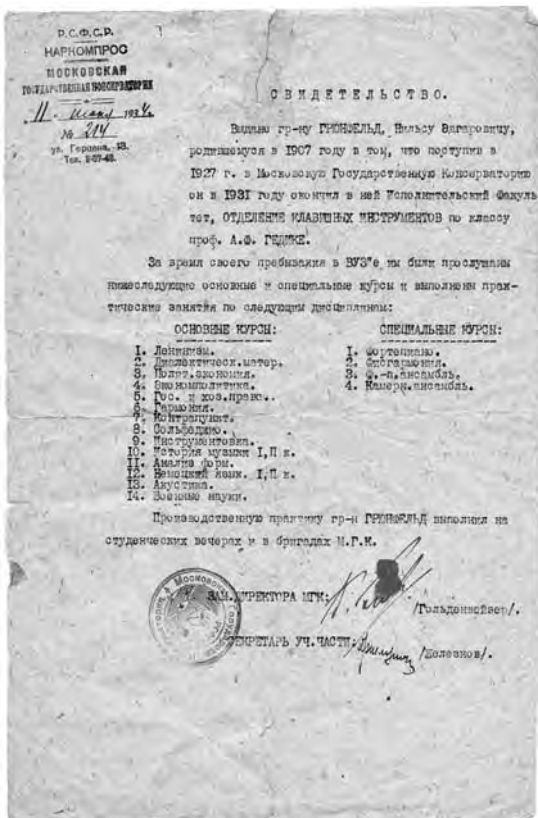 Р.С.Ф.С.Р.
НАРКОМПРОС
МОСКОВСКАЯ
ГОСУДАРСТВЕННАЯ КОНСЕРВАТОРИЯ
"11" 1934
№ 214
ул. Герцена, 13.
Тел.
СВИДЕТЕЛЬСТВО.
Выдано гр-ну ГРЮНФЕЛЬД, Нильсу Эдгаровичу,
родившемуся в 1907 году в том, что поступив в
1927 г. в Московскую Государственную Консерваторию
он в 1931 году окончил в ней Исполнительский Факуль
тет, ОТДЕЛЕНИЕ КЛАВИШНЫХ ИНСТРУМЕНТОВ по классу
проф. А.Ф. ГЕДИКЕ.
За время своего пребывания в ВУЗ'е им были прослушаны
нижеследующие основные и специальные курсы и выполнены прак-
тические занятия по следующим дисциплинам:
ОСНОВНЫЕ КУРСЫ:
1. Ленинизм.
2. Диалектическ.матер.
3. Полит.экономия.
4. Экономполитика.
5. Гос. и хоз.право.
6. Гармония.
7. Контрапункт.
8. Сольфеджио.
9. Инструментовка.
10. История музыки I,II к.
11. Анализ форм.
12. Немецкий язык. I,II к.
13. Акустика.
14. Военные науки.
СПЕЦИАЛЬНЫЕ КУРСЫ:
1. Фортепиано.
2. Фисгармония.
3. Ф.-п.ансамбль.
4. Камерн.ансамбль.
Производственную практику гр-н ГРЮНФЕЛЬД выполнил на
студенческих вечерах и в бригадах М.Г.К.
ЗАМ.ДИРЕКТОРА МГК:
/Гольденвейзер/.
СЕКРЕТАРЬ УЧ.ЧАСТИ:
/Железнов/.